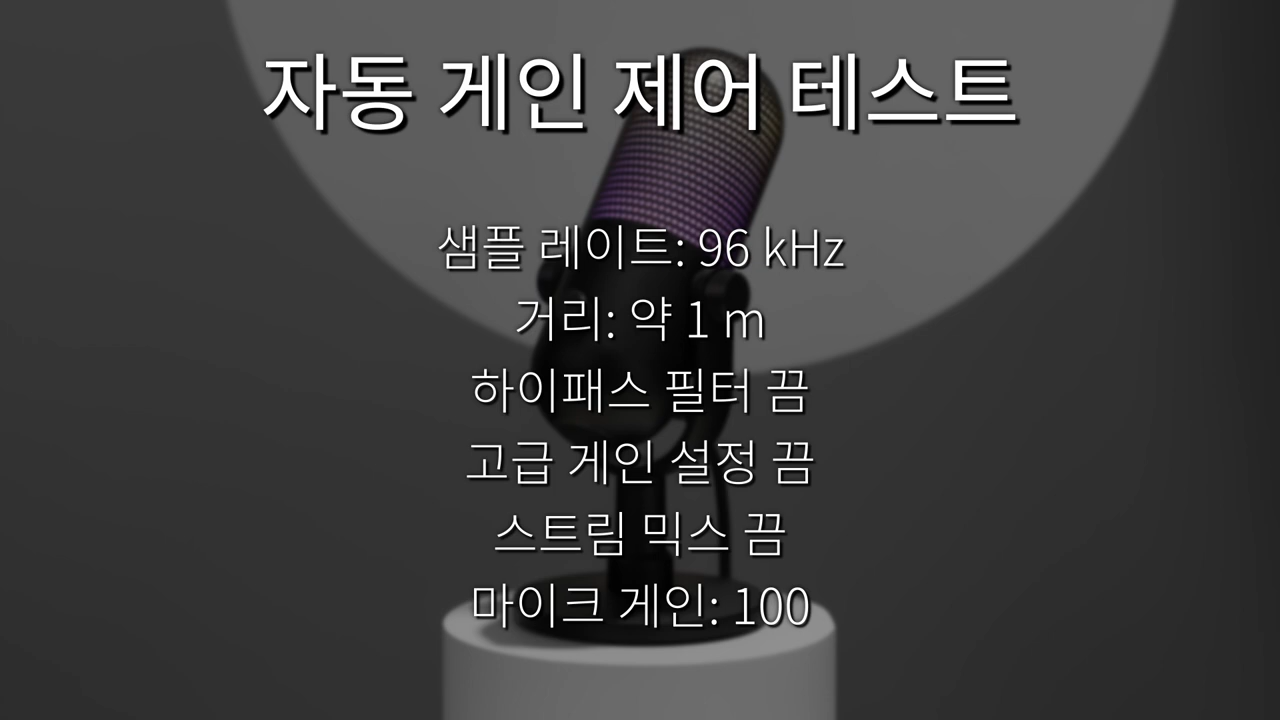 자동 게인 제어 테스트
샘플 레이트: 96 kHz
거리: 약 1 m
하이패스 필터 끔
고급 게인 설정 끔
스트림 믹스 끔
마이크 게인: 100